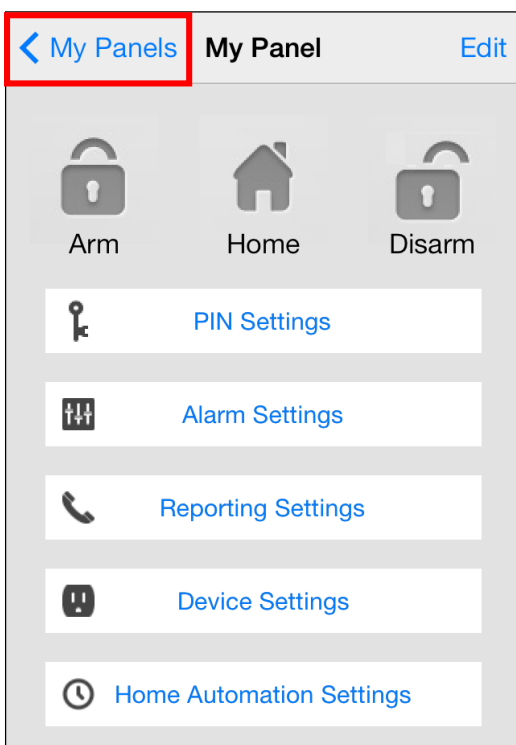 My Panels My Panel Edit
Arm Home Disarm
PIN Settings
Alarm Settings
Reporting Settings
Device Settings
Home Automation Settings